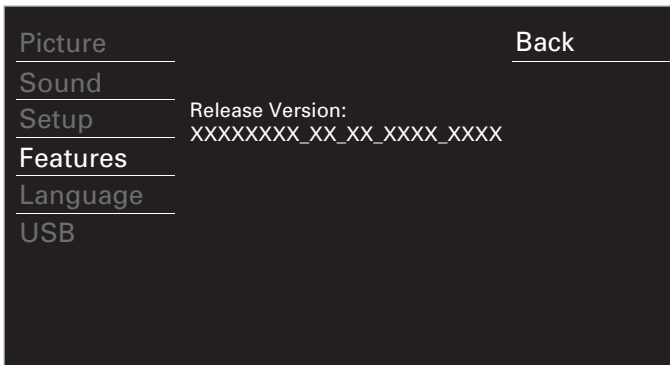 Picture
Sound
Setup
Features
Language
USB
Release Version:
XXXXXXXX_XX_XX_XXXX_XXXX
Back